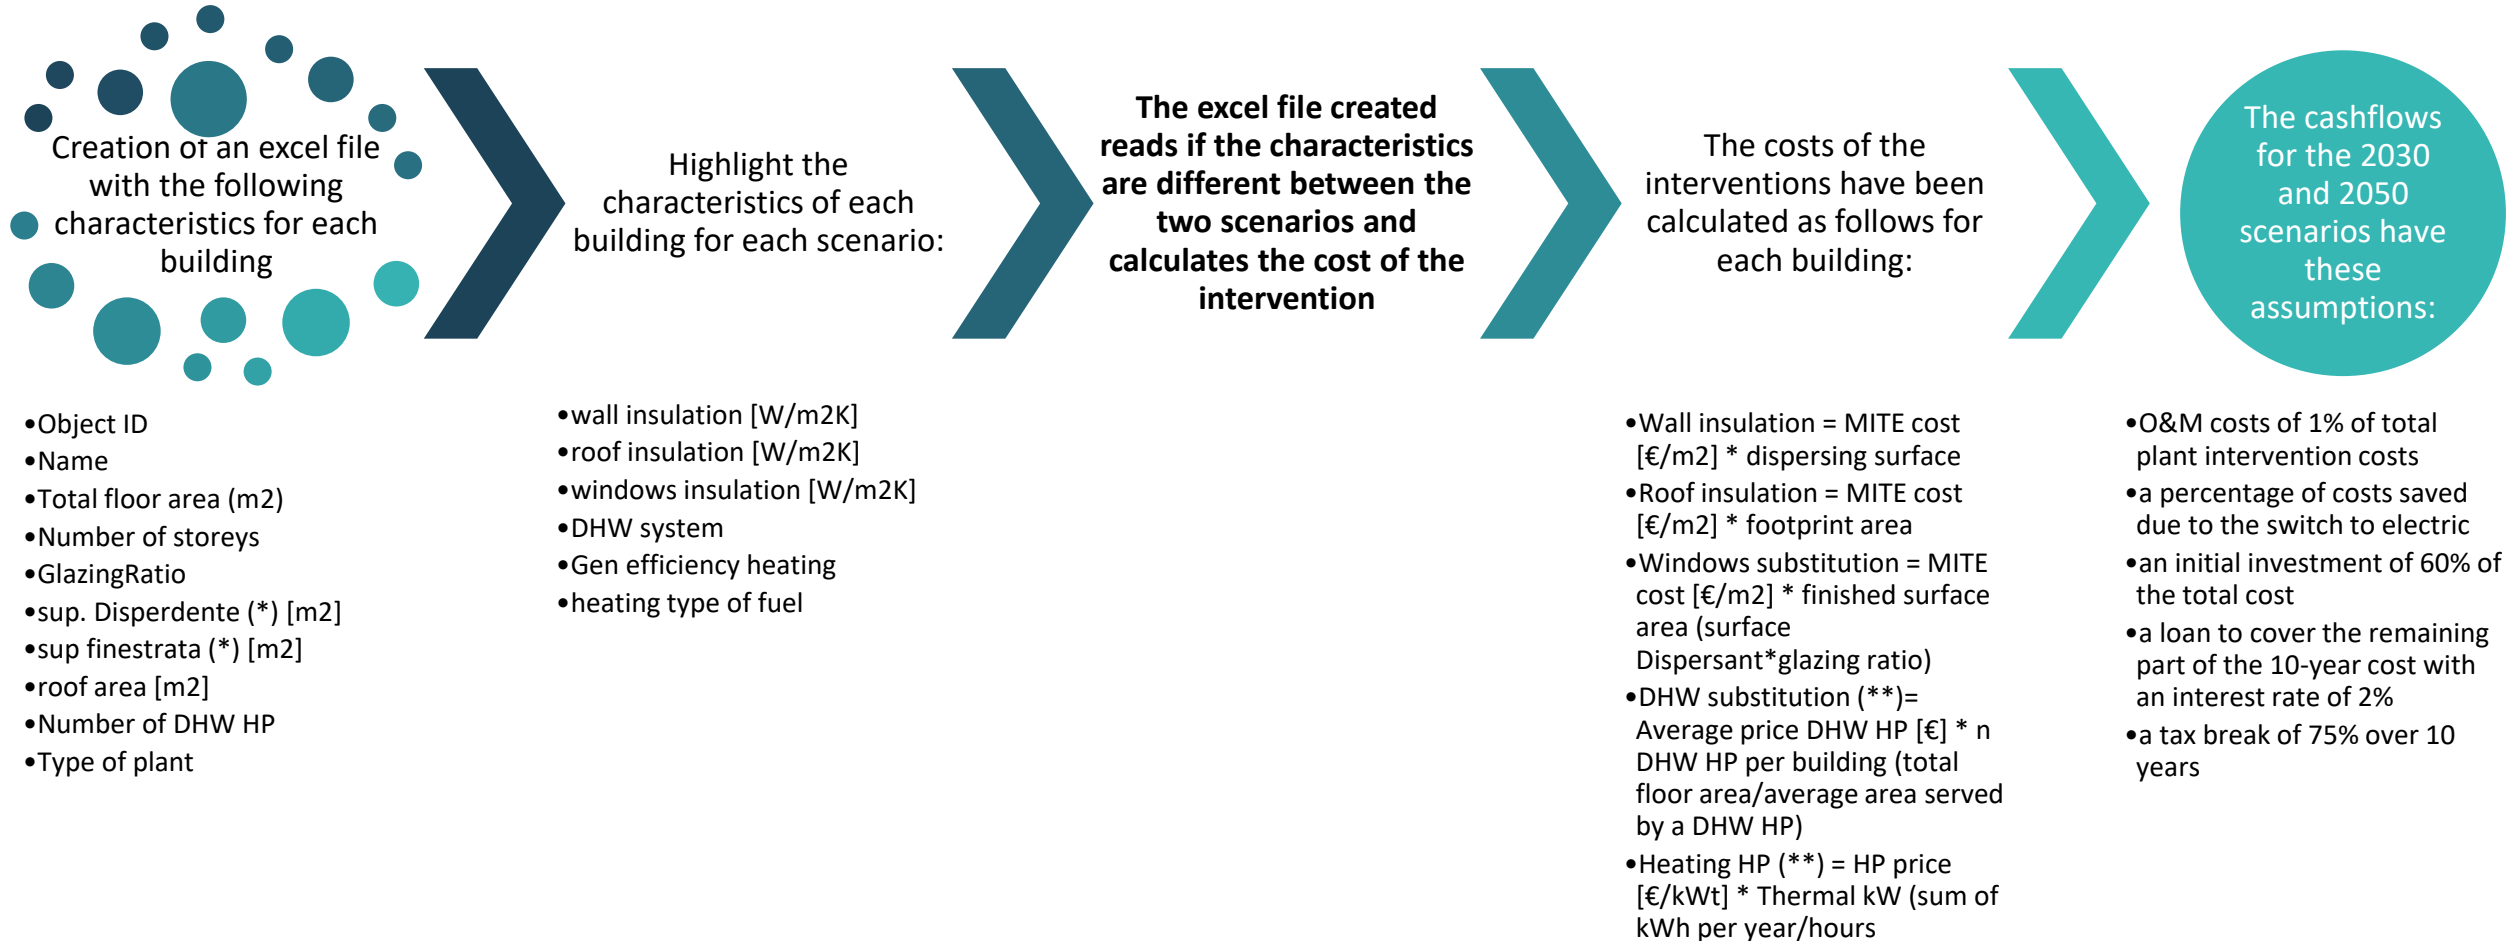 Creation of an excel file
with the following
characteristics for each
building
•Object ID
•Name
•Total floor area (m2)
•Number of storeys
•GlazingRatio
•sup. Disperdente (*) [m2]
•sup finestrata (*) [m2]
•roof area [m2]
•Number of DHW HP
•Type of plant
Highlight the
characteristics of each
building for each scenario:
•wall insulation [W/m2K]
•roof insulation [W/m2K]
•windows insulation [W/m2K]
•DHW system
•Gen efficiency heating
•heating type of fuel
The excel file created
reads if the characteristics
are different between the
two scenarios and
calculates the cost of the
intervention
The costs of the
interventions have been
calculated as follows for
each building:
•Wall insulation = MITE cost
[€/m2] * dispersing surface
•Roof insulation = MITE cost
[€/m2] * footprint area
•Windows substitution = MITE
cost [€/m2] * finished surface
area (surface
Dispersant*glazing ratio)
•DHW substitution (**)=
Average price DHW HP [€] * n
DHW HP per building (total
floor area/average area served
by a DHW HP)
•Heating HP (**) = HP price
[€/kWt] * Thermal kW (sum of
kWh per year/hours
The cashflows
for the 2030
and 2050
scenarios have
these
assumptions:
•O&M costs of 1% of total
plant intervention costs
•a percentage of costs saved
due to the switch to electric
•an initial investment of 60% of
the total cost
•a loan to cover the remaining
part of the 10-year cost with
an interest rate of 2%
•a tax break of 75% over 10
years